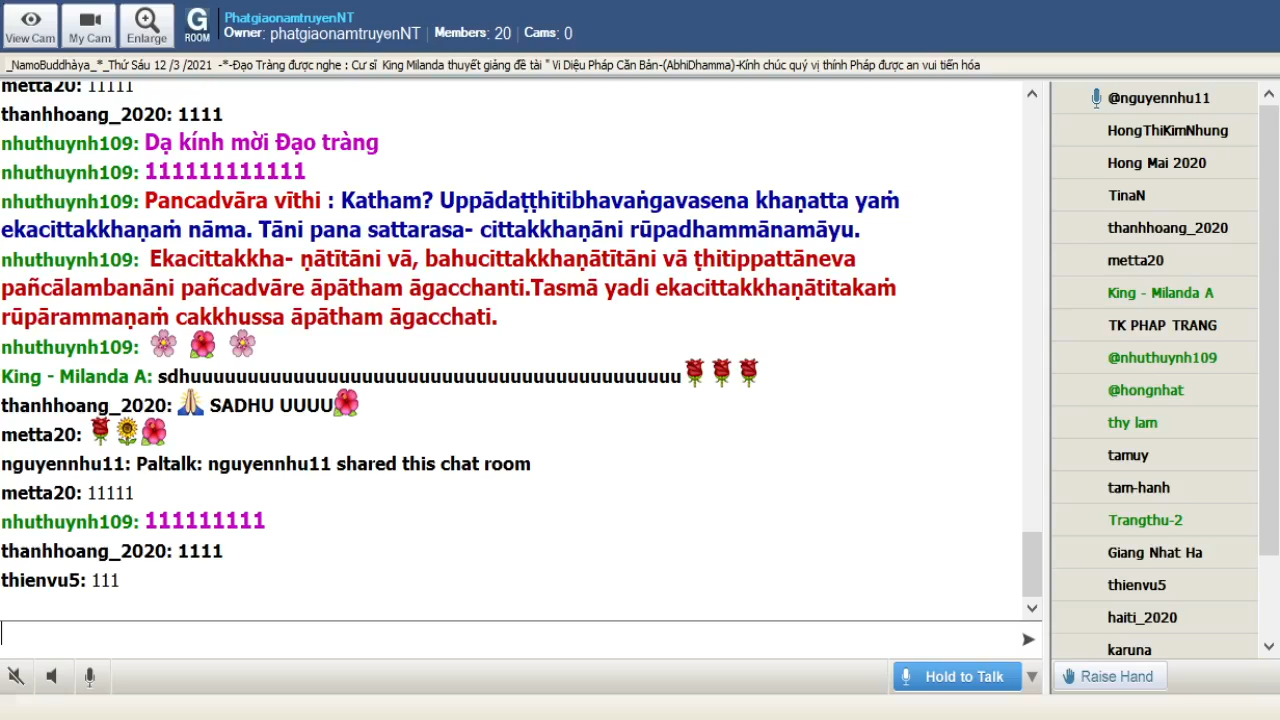 View Cam
My Cam
Enlarge
G
ROOM
PhatgiaonamtruyenNT
Owner: phatgiaonamtruyenNT | Members: 20 | Cams: 0
_NamoBuddhàya_*_Thứ Sáu 12 /3 /2021 -*-Đạo Tràng được nghe : Cư sĩ King Milanda thuyết giảng đề tài " Vi Diệu Pháp Căn Bản-(AbhiDhamma)-Kính chúc quý vị thính Pháp được an vui tiến hóa
metta20: 11111
thanhhoang_2020: 1111
nhuthuynh109: Dạ kính mời Đạo tràng
nhuthuynh109: 111111111111
nhuthuynh109: Pancadvāra vīthi : Katham? Uppādaṭṭhitibhavaṅgavasena khaṇatta yaṁ
ekacittakkhaṇaṁ nāma. Tāni pana sattarasa- cittakkhaṇāni rūpadhammānamāyu.
nhuthuynh109: Ekacittakkha- ṇātītāni vā, bahucittakkhaṇātītāni vā ṭhitippattāneva
pañcālambanāni pañcadvāre āpātham āgacchanti.Tasmā yadi ekacittakkhaṇātitakaṁ
rūpārammaṇaṁ cakkhussa āpātham āgacchati.
nhuthuynh109:
King - Milanda A: sdhuuuuuuuuuuuuuuuuuuuuuuuuuuuuuuuuuuuuuuuuuuu
thanhhoang_2020: SADHU UUUU
metta20:
nguyennhu11: Paltalk: nguyennhu11 shared this chat room
metta20: 11111
nhuthuynh109: 111111111
thanhhoang_2020: 1111
thienvu5: 111
Hold to Talk
@nguyennhu11
HongThiKimNhung
Hong Mai 2020
TinaN
thanhhoang_2020
metta20
King - Milanda A
TK PHAP TRANG
@nhuthuynh109
@hongnhat
thy lam
tamuy
tam-hanh
Trangthu-2
Giang Nhat Ha
thienvu5
haiti_2020
karuna
Raise Hand